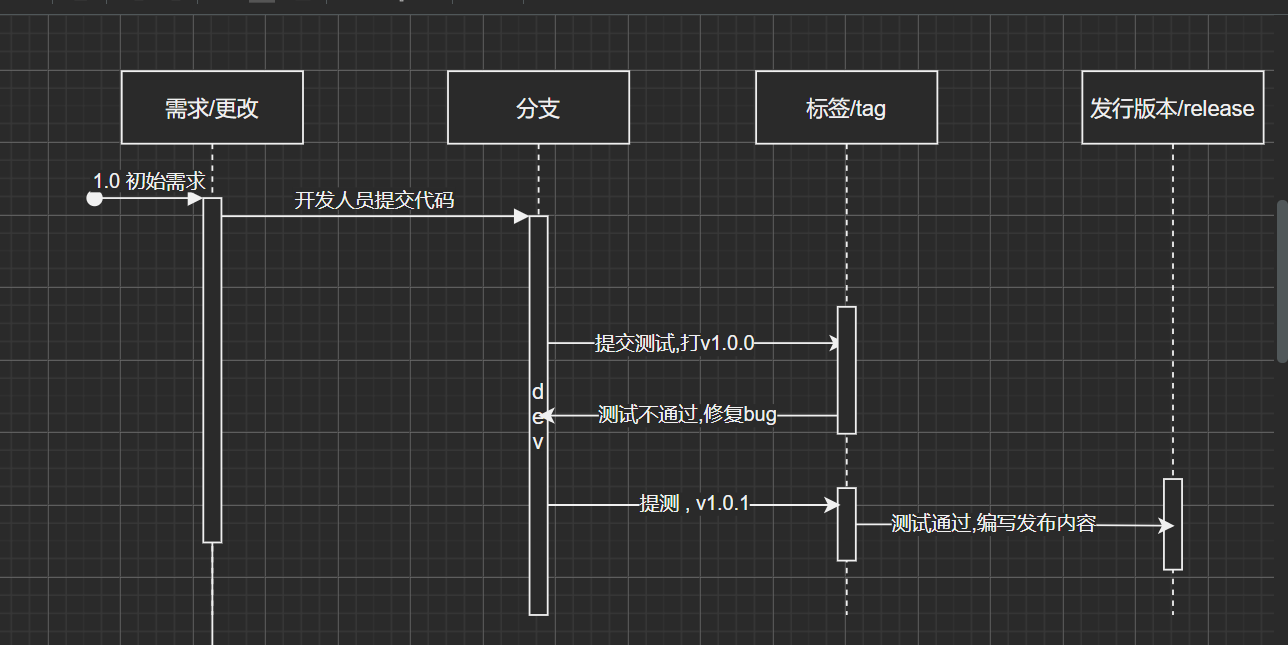 需求/更改
分支
标签/tag
发行版本/release
1.0 初始需求
开发人员提交代码
提交测试,打v1.0.0
dev
测试不通过,修复bug
提测 , v1.0.1
测试通过,编写发布内容